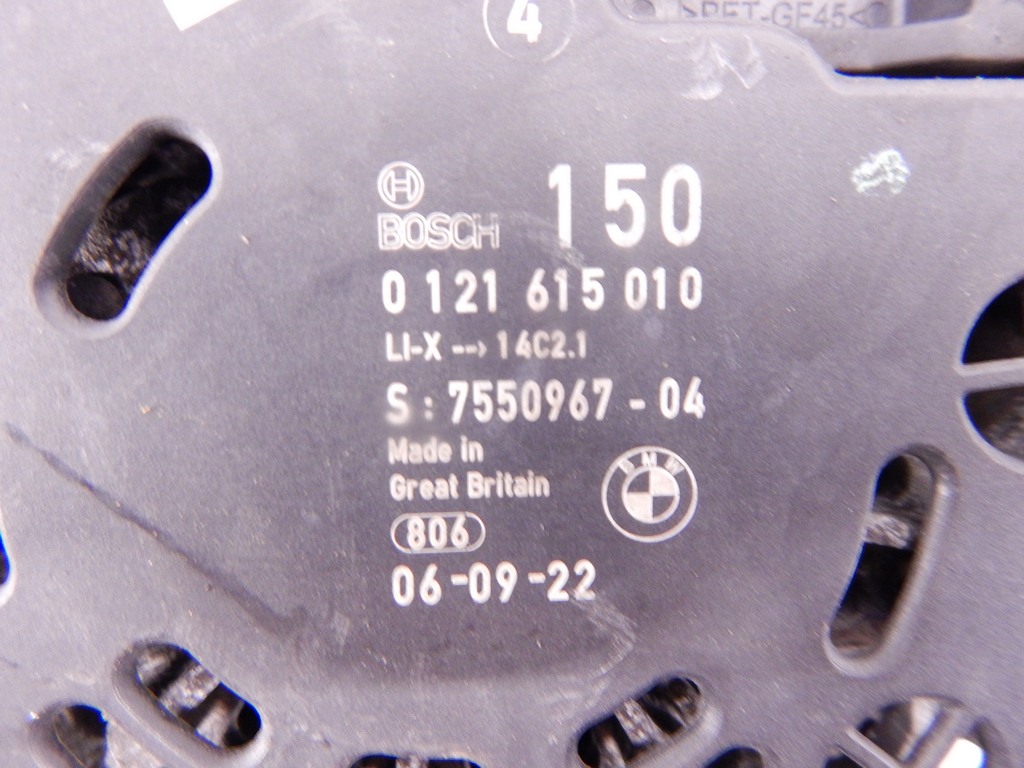 4
>PET-GF45<
BOSCH 150
0 121 615 010
LI-X --> 14C2.1
S : 7550967 - 04
Made in
Great Britain
BMW
806
06-09-22